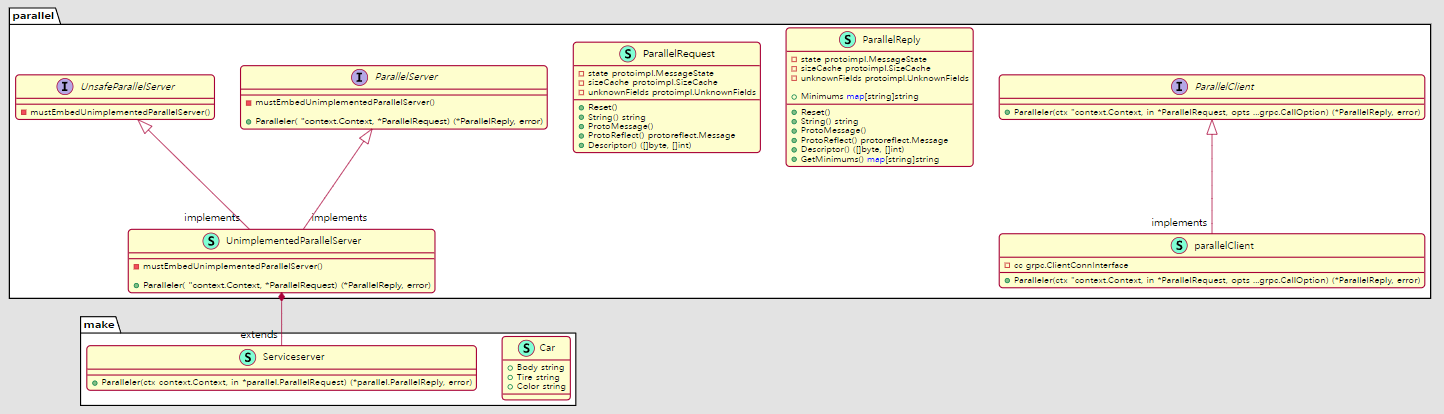 parallel
I UnsafeParallelServer
mustEmbedUnimplementedParallelServer()
I ParallelServer
mustEmbedUnimplementedParallelServer()
Paralleler( "context.Context, *ParallelRequest) (*ParallelReply, error)
S ParallelRequest
state protoimpl.MessageState
sizeCache protoimpl.SizeCache
unknownFields protoimpl.UnknownFields
Reset()
String() string
ProtoMessage()
ProtoReflect() protoreflect.Message
Descriptor() ([]byte, []int)
S ParallelReply
state protoimpl.MessageState
sizeCache protoimpl.SizeCache
unknownFields protoimpl.UnknownFields
Minimums map[string]string
Reset()
String() string
ProtoMessage()
ProtoReflect() protoreflect.Message
Descriptor() ([]byte, []int)
GetMinimums() map[string]string
I ParallelClient
Paralleler(ctx "context.Context, in *ParallelRequest, opts ...grpc.CallOption) (*ParallelReply, error)
implements
implements
implements
S UnimplementedParallelServer
mustEmbedUnimplementedParallelServer()
Paralleler( "context.Context, *ParallelRequest) (*ParallelReply, error)
S parallelClient
cc grpc.ClientConnInterface
Paralleler(ctx "context.Context, in *ParallelRequest, opts ...grpc.CallOption) (*ParallelReply, error)
make
extends
S Serviceserver
Paralleler(ctx context.Context, in *parallel.ParallelRequest) (*parallel.ParallelReply, error)
S Car
Body string
Tire string
Color string